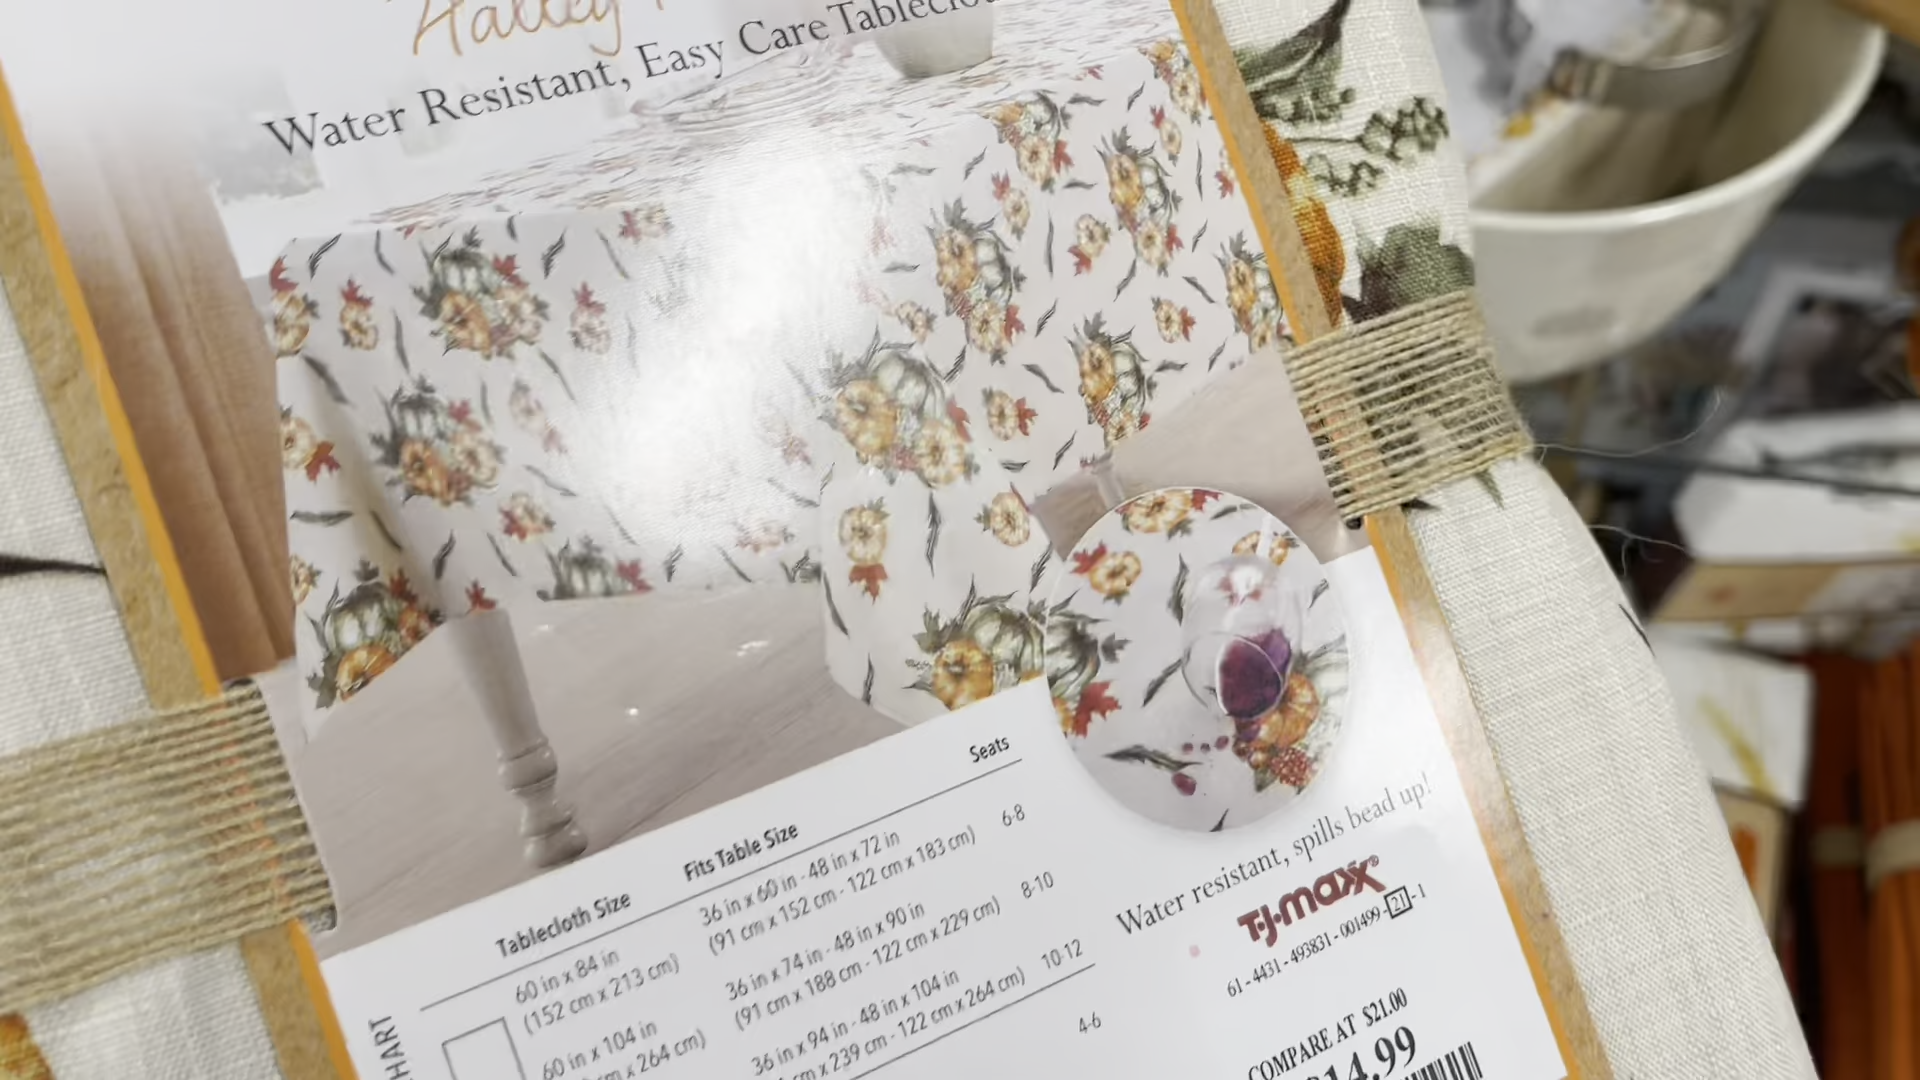 Water Resistant, Easy Care
Seats
Tablecloth Size Fits Table Size
60 in x 84 in
(152 cm x 213 cm)
36 in x 60 in - 48 in x 72 in
(91 cm x 152 cm - 122 cm x 183 cm)
6-8
60 in x 104 in
x 264 cm)
36 in x 74 in - 48 in x 90 in
(91 cm x 188 cm - 122 cm x 229 cm)
8-10
36 in x 94 in - 48 in x 104 in
cm x 239 cm - 122 cm x 264 cm)
10-12
4-6
Water resistant, spills bead up!
T.J.maxx®
61 - 4431 - 493831 - 001499 - 21 - 1
COMPARE AT $21.00
14.99